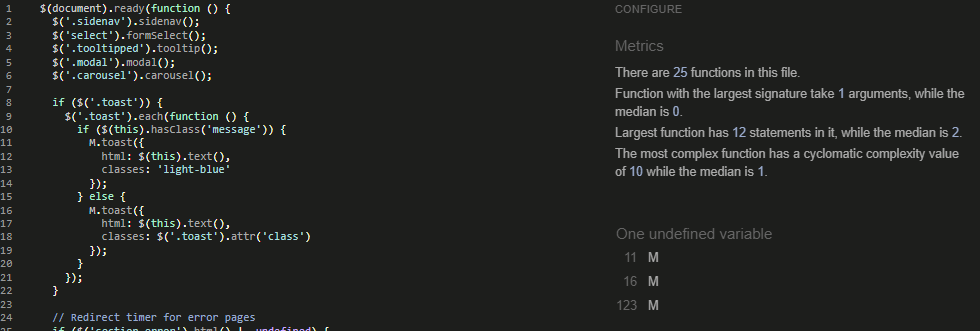 1 $(document).ready(function () {
2 $('.sidenav').sidenav();
3 $('select').formSelect();
4 $('.tooltipped').tooltip();
5 $('.modal').modal();
6 $('.carousel').carousel();
7
8 if ($('.toast')) {
9 $('.toast').each(function () {
10 if ($(this).hasClass('message')) {
11 M.toast({
12 html: $(this).text(),
13 classes: 'light-blue'
14 });
15 } else {
16 M.toast({
17 html: $(this).text(),
18 classes: $('.toast').attr('class')
19 });
20 }
21 });
22 }
23
24 // Redirect timer for error pages
CONFIGURE
Metrics
There are 25 functions in this file.
Function with the largest signature take 1 arguments, while the
median is 0.
Largest function has 12 statements in it, while the median is 2.
The most complex function has a cyclomatic complexity value
of 10 while the median is 1.
One undefined variable
11 M
16 M
123 M